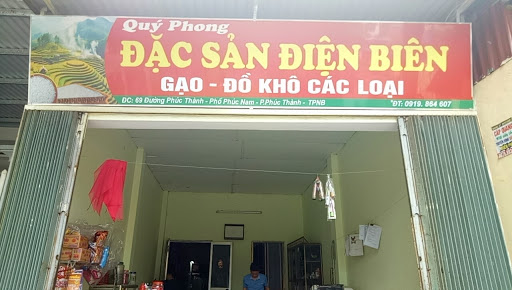 Quý Phong
ĐẶC SẢN ĐIỆN BIÊN
GẠO - ĐỒ KHÔ CÁC LOẠI
ĐC: 69 Đường Phúc Thành - Phố Phúc Nam - P.Phúc Thành - TPNB
ĐT: 0919. 864 607